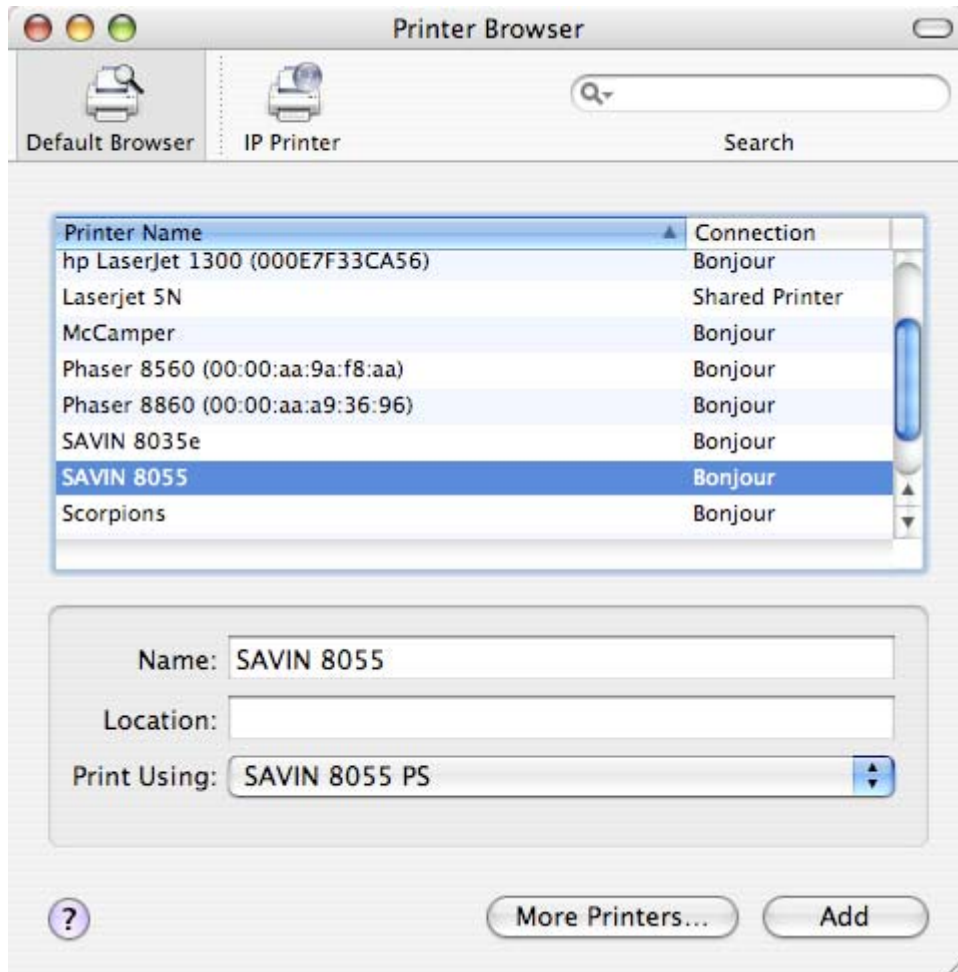 Printer Browser
Default Browser IP Printer Search
Printer Name Connection
hp LaserJet 1300 (000E7F33CA56) Bonjour
Laserjet 5N Shared Printer
McCamper Bonjour
Phaser 8560 (00:00:aa:9a:f8:aa) Bonjour
Phaser 8860 (00:00:aa:a9:36:96) Bonjour
SAVIN 8035e Bonjour
SAVIN 8055 Bonjour
Scorpions Bonjour
Name: SAVIN 8055
Location:
Print Using: SAVIN 8055 PS
? More Printers... Add